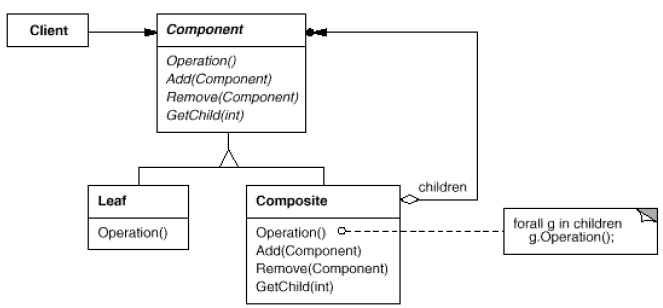 Client
Component
Operation()
Add(Component)
Remove(Component)
GetChild(int)
Leaf
Operation()
Composite
Operation()
Add(Component)
Remove(Component)
GetChild(int)
children
forall g in children
g.Operation();